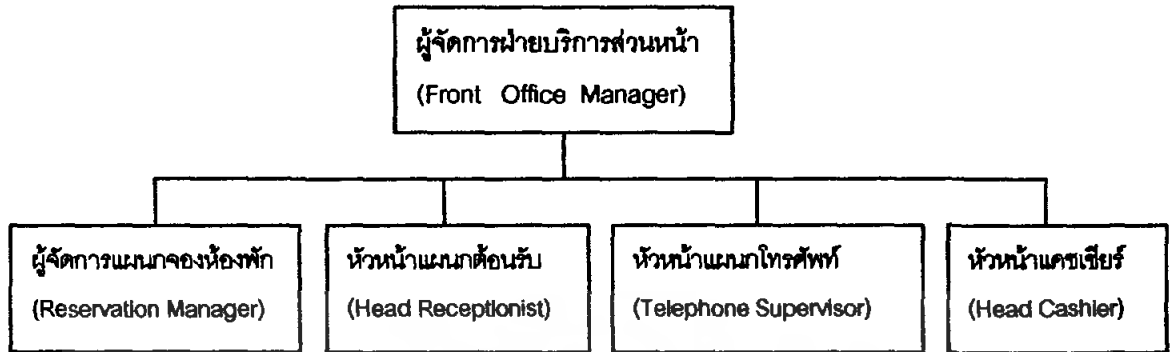 ผู้จัดการฝ่ายบริการส่วนหน้า
(Front Office Manager)
ผู้จัดการแผนกจองห้องพัก
(Reservation Manager)
หัวหน้าแผนกต้อนรับ
(Head Receptionist)
หัวหน้าแผนกโทรศัพท์
(Telephone Supervisor)
หัวหน้าแคชเชียร์
(Head Cashier)